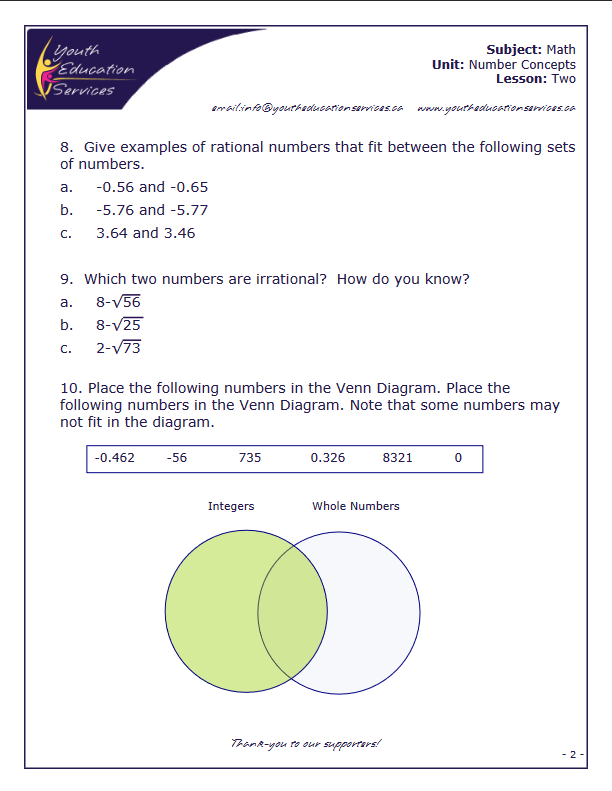 Youth
Education
Services
Subject: Math
Unit: Number Concepts
Lesson: Two
email:info@youtheducationservices.ca www.youtheducationservices.ca
8. Give examples of rational numbers that fit between the following sets
of numbers.
a. -0.56 and -0.65
b. -5.76 and -5.77
c. 3.64 and 3.46
9. Which two numbers are irrational? How do you know?
a. 8-√56
b. 8-√25
c. 2-√73
10. Place the following numbers in the Venn Diagram. Place the
following numbers in the Venn Diagram. Note that some numbers may
not fit in the diagram.
-0.462 -56 735 0.326 8321 0
Integers Whole Numbers
Thank-you to our supporters!
- 2 -